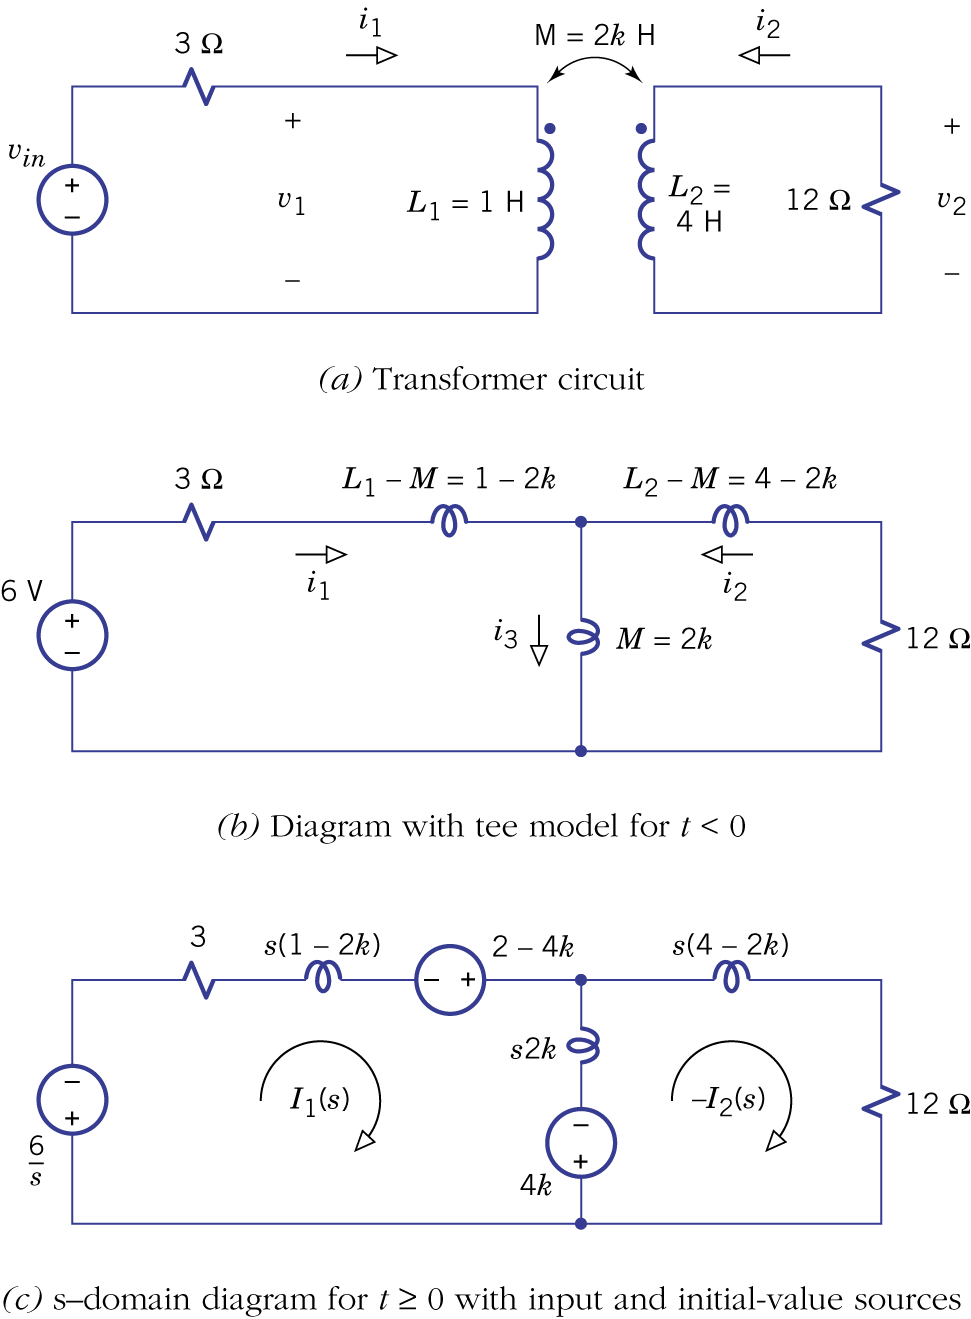 i1
M = 2k H
i2
3 Ω
+
+
vin
+
−
v1
L1 = 1 H
L2 =
4 H
12 Ω
v2
−
−
(a) Transformer circuit
3 Ω
L1 – M = 1 – 2k
L2 – M = 4 – 2k
i1
i2
6 V
+
−
i3
M = 2k
12 Ω
(b) Diagram with tee model for t < 0
3
s(1 – 2k)
2 – 4k
s(4 – 2k)
− +
s2k
−
+
6
s
I1(s)
–I2(s)
12 Ω
−
+
4k
(c) s–domain diagram for t ≥ 0 with input and initial-value sources